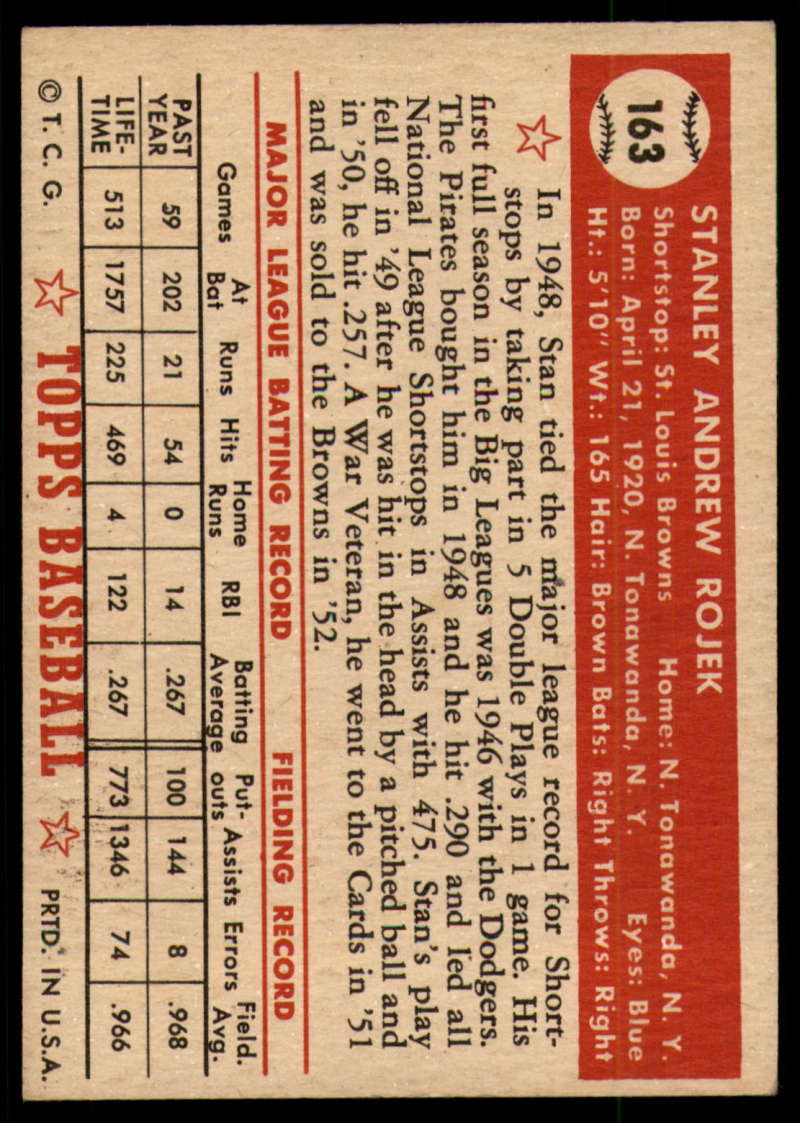 163
STANLEY ANDREW ROJEK
Shortstop: St. Louis Browns Home: N. Tonawanda, N. Y.
Born: April 21, 1920, N. Tonawanda, N. Y. Eyes: Blue
Ht.: 5'10" Wt.: 165 Hair: Brown Bats: Right Throws: Right
In 1948, Stan tied the major league record for Short-
stops by taking part in 5 Double Plays in 1 game. His
first full season in the Big Leagues was 1946 with the Dodgers.
The Pirates bought him in 1948 and he hit .290 and led all
National League Shortstops in Assists with 475. Stan's play
fell off in '49 after he was hit in the head by a pitched ball and
in '50, he hit .257. A War Veteran, he went to the Cards in '51
and was sold to the Browns in '52.
MAJOR LEAGUE BATTING RECORD FIELDING RECORD
Games At Bat Runs Hits Home Runs RBI Batting Average Put-outs Assists Errors Field. Avg.
PAST YEAR 59 202 21 54 0 14 .267 100 144 8 .968
LIFE-TIME 513 1757 225 469 4 122 .267 773 1346 74 .966
© T. C. G. TOPPS BASEBALL PRTD. IN U.S.A.